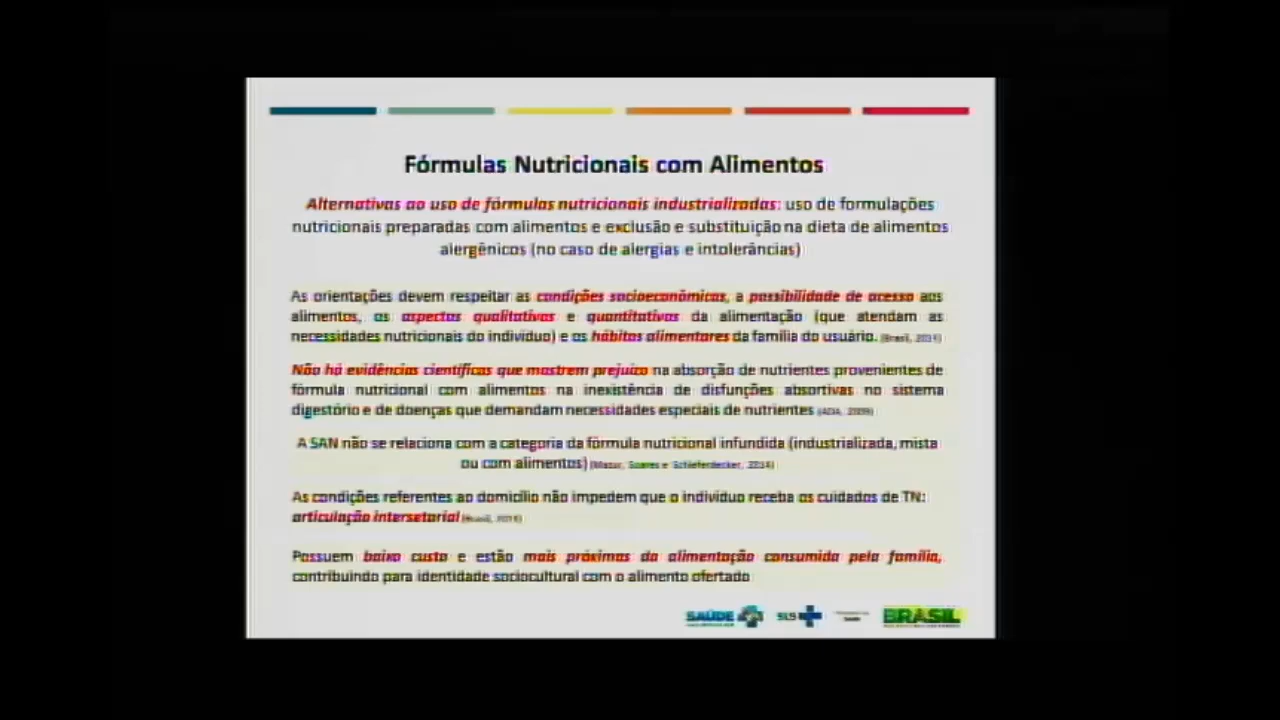 Fórmulas Nutricionais com Alimentos
Alternativas ao uso de fórmulas nutricionais industrializadas: uso de formulações
nutricionais preparadas com alimentos e exclusão e substituição na dieta de alimentos
alergênicos (no caso de alergias e intolerâncias)
As orientações devem respeitar as condições socioeconômicas, a possibilidade de acesso aos
alimentos, os aspectos qualitativos e quantitativos da alimentação (que atendam as
necessidades nutricionais do indivíduo) e os hábitos alimentares da família do usuário.
Não há evidências científicas que mostrem prejuízo na absorção de nutrientes provenientes de
fórmula nutricional com alimentos na inexistência de disfunções absortivas no sistema
digestório e de doenças que demandam necessidades especiais de nutrientes
A SAN não se relaciona com a categoria da fórmula nutricional infundida (industrializada, mista
ou com alimentos) (Mazur, Soares e Schieferdecker, 2014)
As condições referentes ao domicílio não impedem que o indivíduo receba os cuidados de TN:
articulação intersetorial
Possuem baixo custo e estão mais próximas da alimentação consumida pela família,
contribuindo para identidade sociocultural com o alimento ofertado
SAÚDE SUS BRASIL